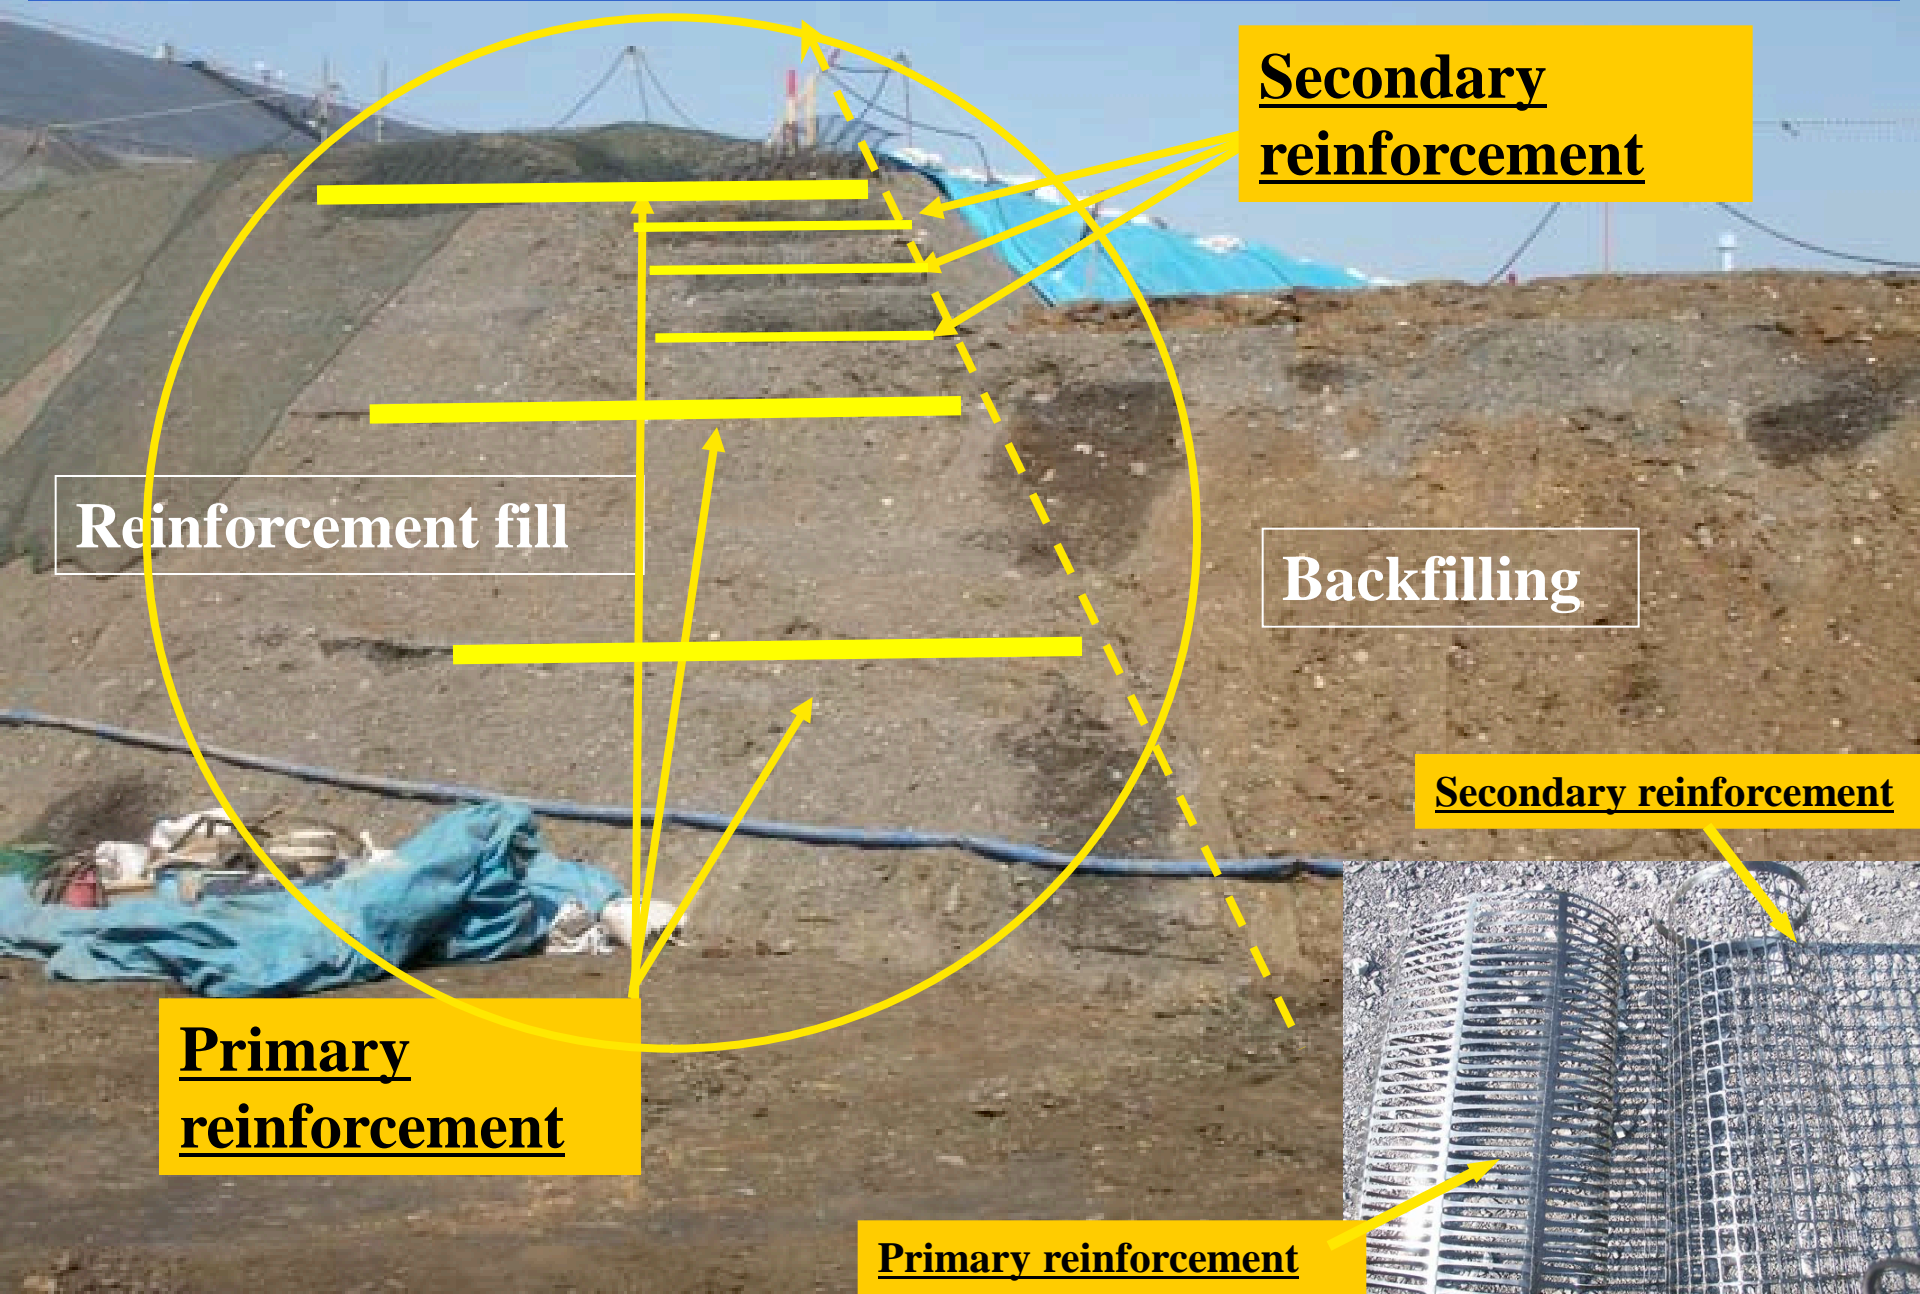 Secondary
reinforcement
Reinforcement fill
Backfilling
Secondary reinforcement
Primary
reinforcement
Primary reinforcement